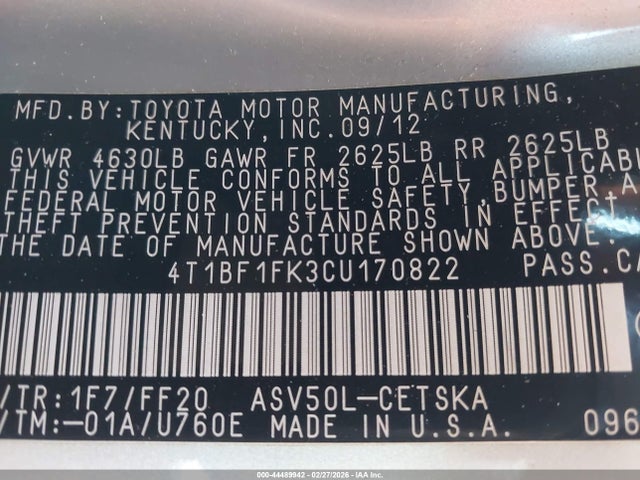 MFD.BY:TOYOTA MOTOR MANUFACTURING,
KENTUCKY,INC.09/12
GVWR 4630LB GAWR FR 2625LB RR 2625LB
THIS VEHICLE CONFORMS TO ALL
FEDERAL MOTOR VEHICLE SAFETY,BUMPER
THEFT PREVENTION STANDARDS IN EFFECT
THE DATE OF MANUFACTURE SHOWN ABOVE.
4T1BF1FK3CU170822 PASS.
/TR:1F7/FF20 ASV50L-CETSKA
/TM:-01A/U760E MADE IN U.S.A. 096
000-44489942 - 02/27/2026 - IAA Inc.